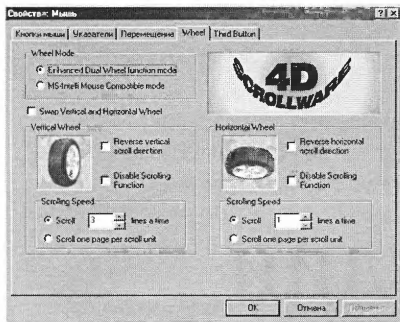 Свойства: Мышь
Кнопки мыши Указатели Перемещение Wheel Third Button
Wheel Mode
Enhanced Dual Wheel function mode
MS Intelli Mouse Compatible mode
4D
SCROLLWARE
Swap Vertical and Horizontal Wheel
Vertical Wheel
Reverse vertical scroll direction
Disable Scrolling Function
Scrolling Speed
Scroll 3 lines a time
Scroll one page per scroll unit
Horizontal Wheel
Reverse horizontal scroll direction
Disable Scrolling Function
Scrolling Speed
Scroll 1 lines a time
Scroll one page per scroll unit
OK Отмена